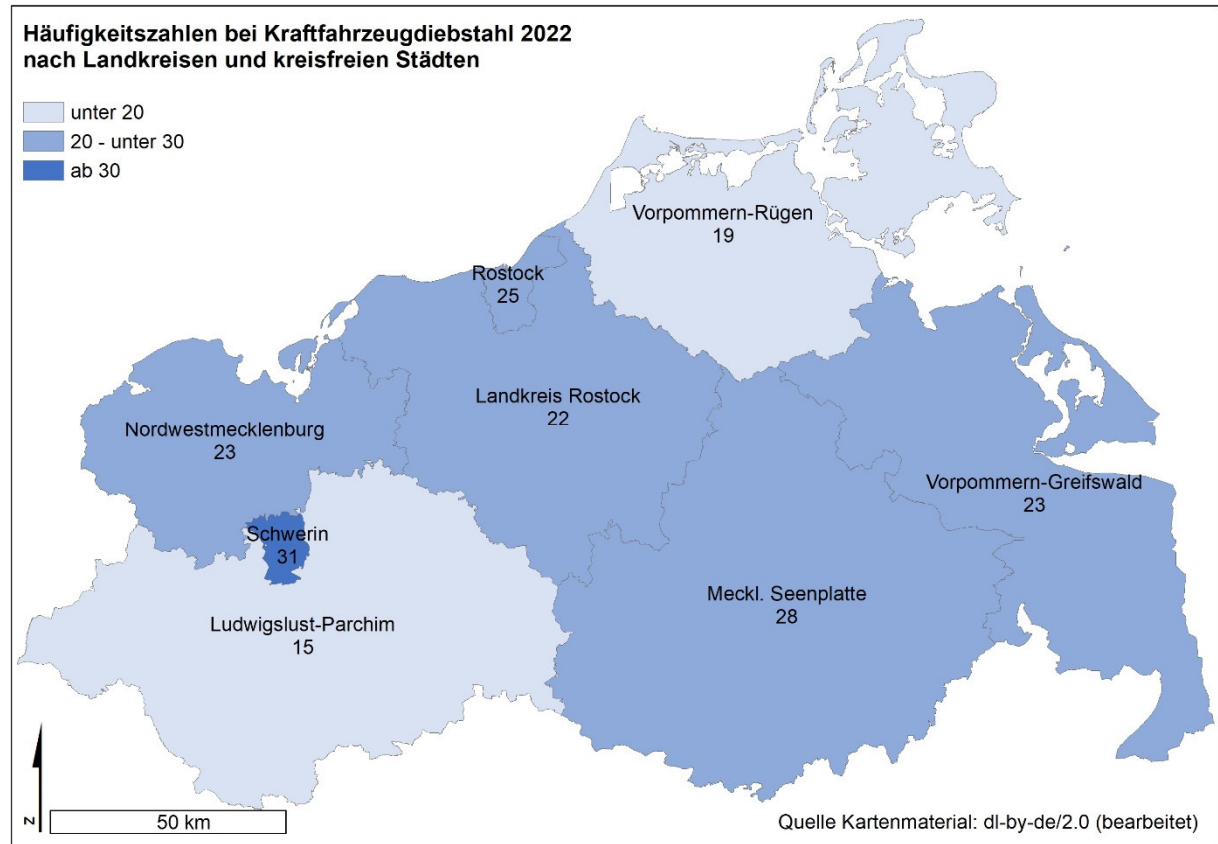 Häufigkeitszahlen bei Kraftfahrzeugdiebstahl 2022
nach Landkreisen und kreisfreien Städten
unter 20
20 - unter 30
ab 30
Vorpommern-Rügen
19
Rostock
25
Landkreis Rostock
22
Nordwestmecklenburg
23
Vorpommern-Greifswald
23
Schwerin
31
Meckl. Seenplatte
28
Ludwigslust-Parchim
15
N
50 km
Quelle Kartenmaterial: dl-by-de/2.0 (bearbeitet)